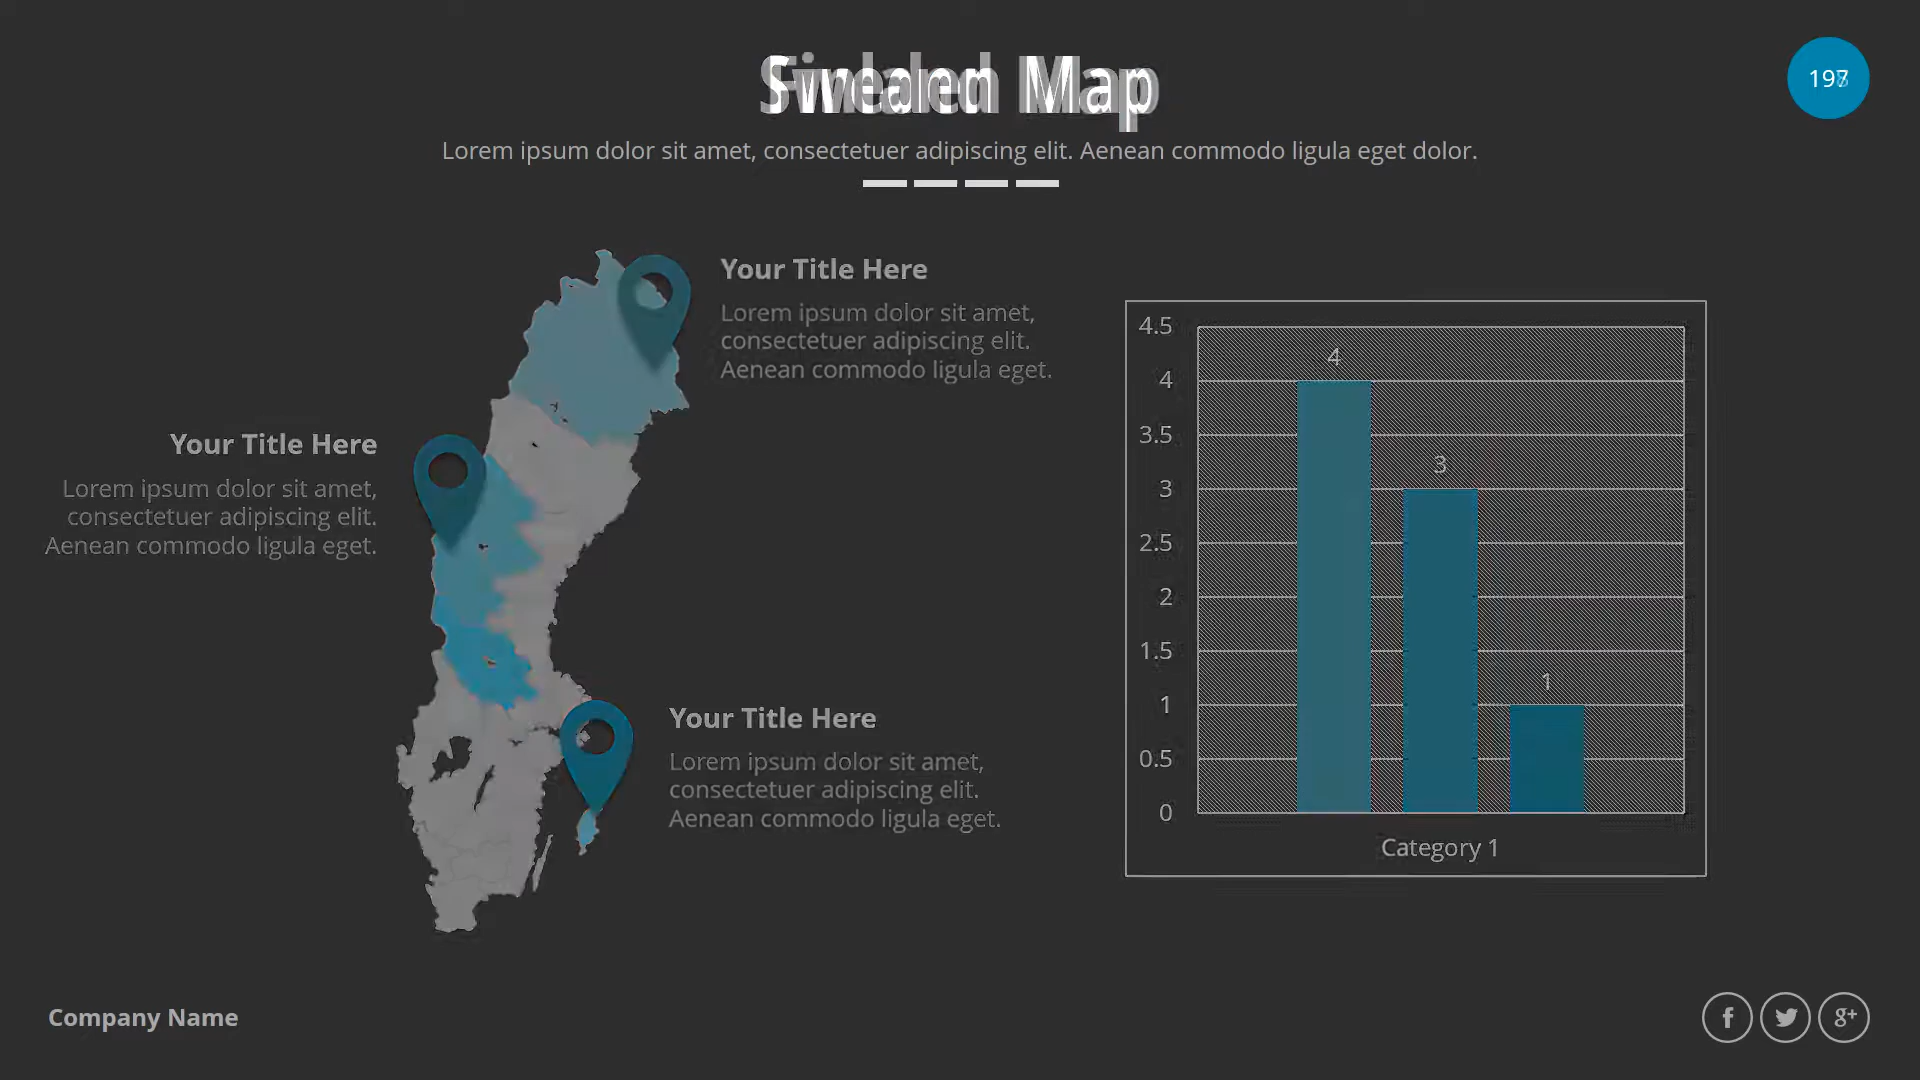 Map
Lorem ipsum dolor sit amet, consectetuer adipiscing elit. Aenean commodo ligula eget dolor.
Your Title Here
Lorem ipsum dolor sit amet,
consectetuer adipiscing elit.
Aenean commodo ligula eget.
Your Title Here
Lorem ipsum dolor sit amet,
consectetuer adipiscing elit.
Aenean commodo ligula eget.
Your Title Here
Lorem ipsum dolor sit amet,
consectetuer adipiscing elit.
Aenean commodo ligula eget.
4.5
4
3.5
3
2.5
2
1.5
1
0.5
0
4
3
1
Category 1
Company Name
f
g+